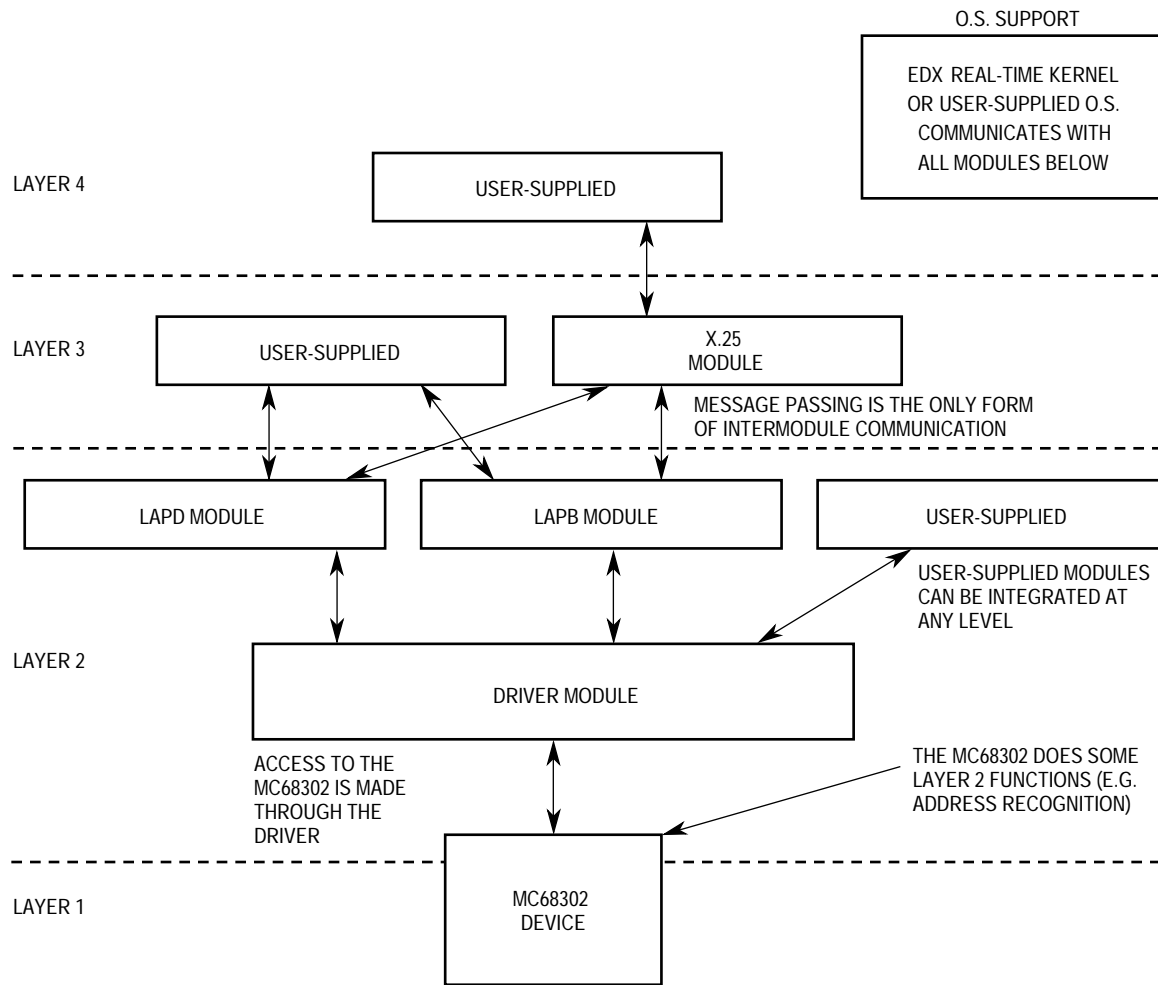 O.S. SUPPORT
EDX REAL-TIME KERNEL
OR USER-SUPPLIED O.S.
COMMUNICATES WITH
ALL MODULES BELOW
LAYER 4
USER-SUPPLIED
LAYER 3
USER-SUPPLIED
X.25
MODULE
MESSAGE PASSING IS THE ONLY FORM
OF INTERMODULE COMMUNICATION
LAPD MODULE
LAPB MODULE
USER-SUPPLIED
USER-SUPPLIED MODULES
CAN BE INTEGRATED AT
ANY LEVEL
LAYER 2
DRIVER MODULE
ACCESS TO THE
MC68302 IS MADE
THROUGH THE
DRIVER
THE MC68302 DOES SOME
LAYER 2 FUNCTIONS (E.G.
ADDRESS RECOGNITION)
LAYER 1
MC68302
DEVICE